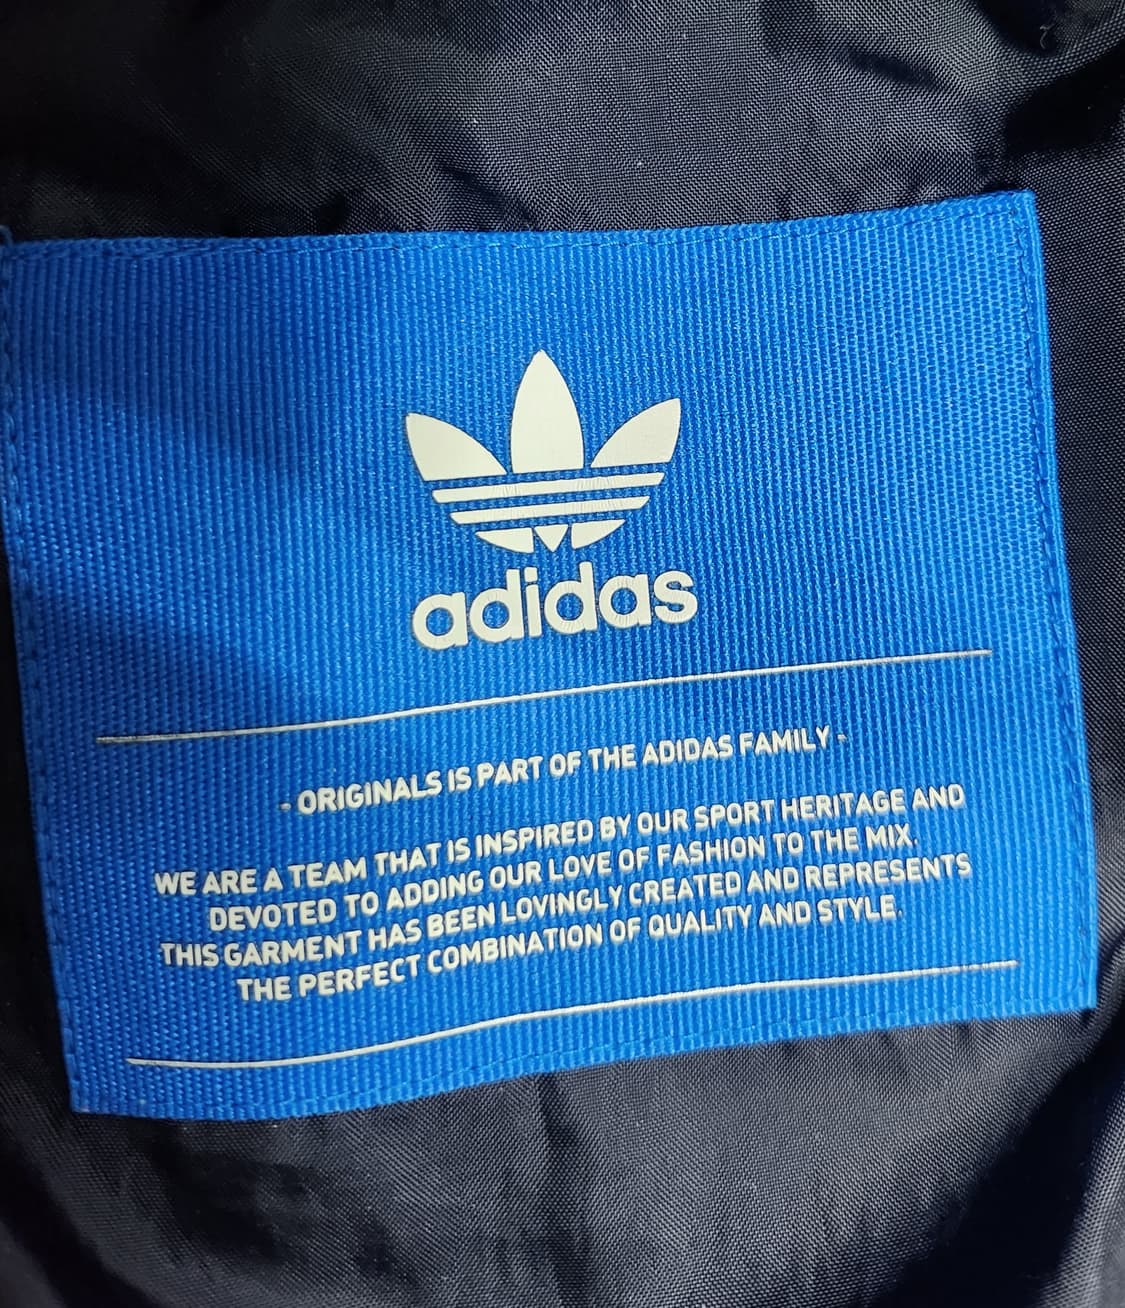 adidas
- ORIGINALS IS PART OF THE ADIDAS FAMILY -
WE ARE A TEAM THAT IS INSPIRED BY OUR SPORT HERITAGE AND
DEVOTED TO ADDING OUR LOVE OF FASHION TO THE MIX.
THIS GARMENT HAS BEEN LOVINGLY CREATED AND REPRESENTS
THE PERFECT COMBINATION OF QUALITY AND STYLE.